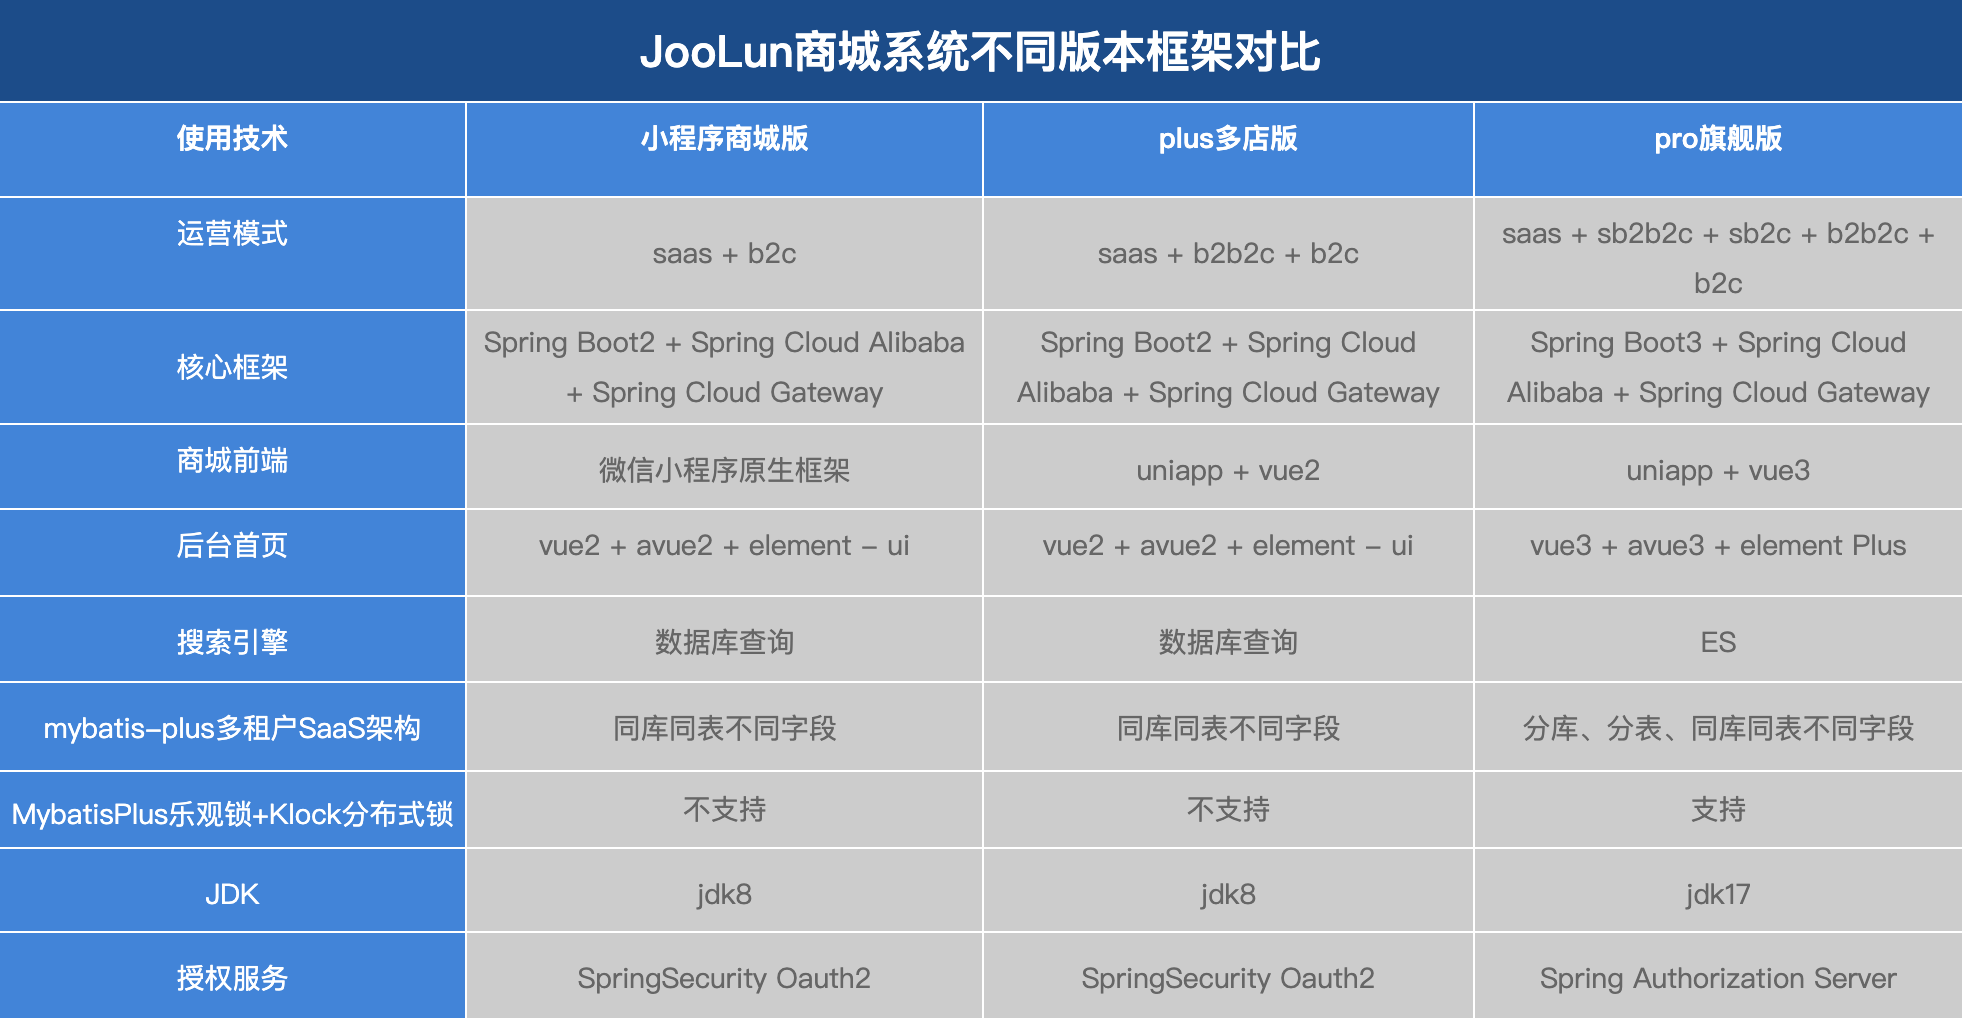 JooLun商城系统不同版本框架对比
使用技术
小程序商城版
plus多店版
pro旗舰版
运营模式
saas + b2c
saas + b2b2c + b2c
saas + sb2b2c + sb2c + b2b2c +
b2c
核心框架
Spring Boot2 + Spring Cloud Alibaba
+ Spring Cloud Gateway
Spring Boot2 + Spring Cloud
Alibaba + Spring Cloud Gateway
Spring Boot3 + Spring Cloud
Alibaba + Spring Cloud Gateway
商城前端
微信小程序原生框架
uniapp + vue2
uniapp + vue3
后台首页
vue2 + avue2 + element – ui
vue2 + avue2 + element – ui
vue3 + avue3 + element Plus
搜索引擎
数据库查询
数据库查询
ES
mybatis–plus多租户SaaS架构
同库同表不同字段
同库同表不同字段
分库、分表、同库同表不同字段
MybatisPlus乐观锁+Klock分布式锁
不支持
不支持
支持
JDK
jdk8
jdk8
jdk17
授权服务
SpringSecurity Oauth2
SpringSecurity Oauth2
Spring Authorization Server